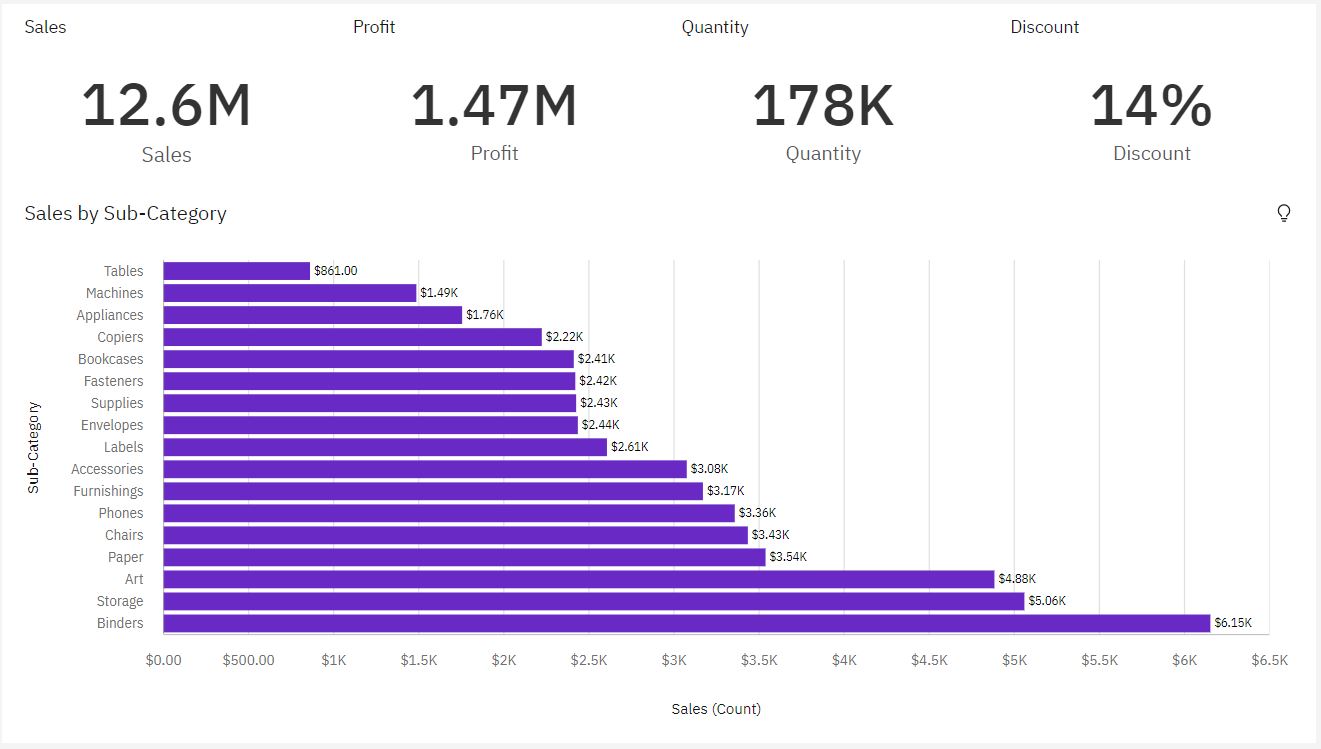 Sales Profit Quantity Discount
12.6M 1.47M 178K 14%
Sales Profit Quantity Discount
Sales by Sub-Category
Sub-Category
Tables $861.00
Machines $1.49K
Appliances $1.76K
Copiers $2.22K
Bookcases $2.41K
Fasteners $2.42K
Supplies $2.43K
Envelopes $2.44K
Labels $2.61K
Accessories $3.08K
Furnishings $3.17K
Phones $3.36K
Chairs $3.43K
Paper $3.54K
Art $4.88K
Storage $5.06K
Binders $6.15K
$0.00 $500.00 $1K $1.5K $2K $2.5K $3K $3.5K $4K $4.5K $5K $5.5K $6K $6.5K
Sales (Count)